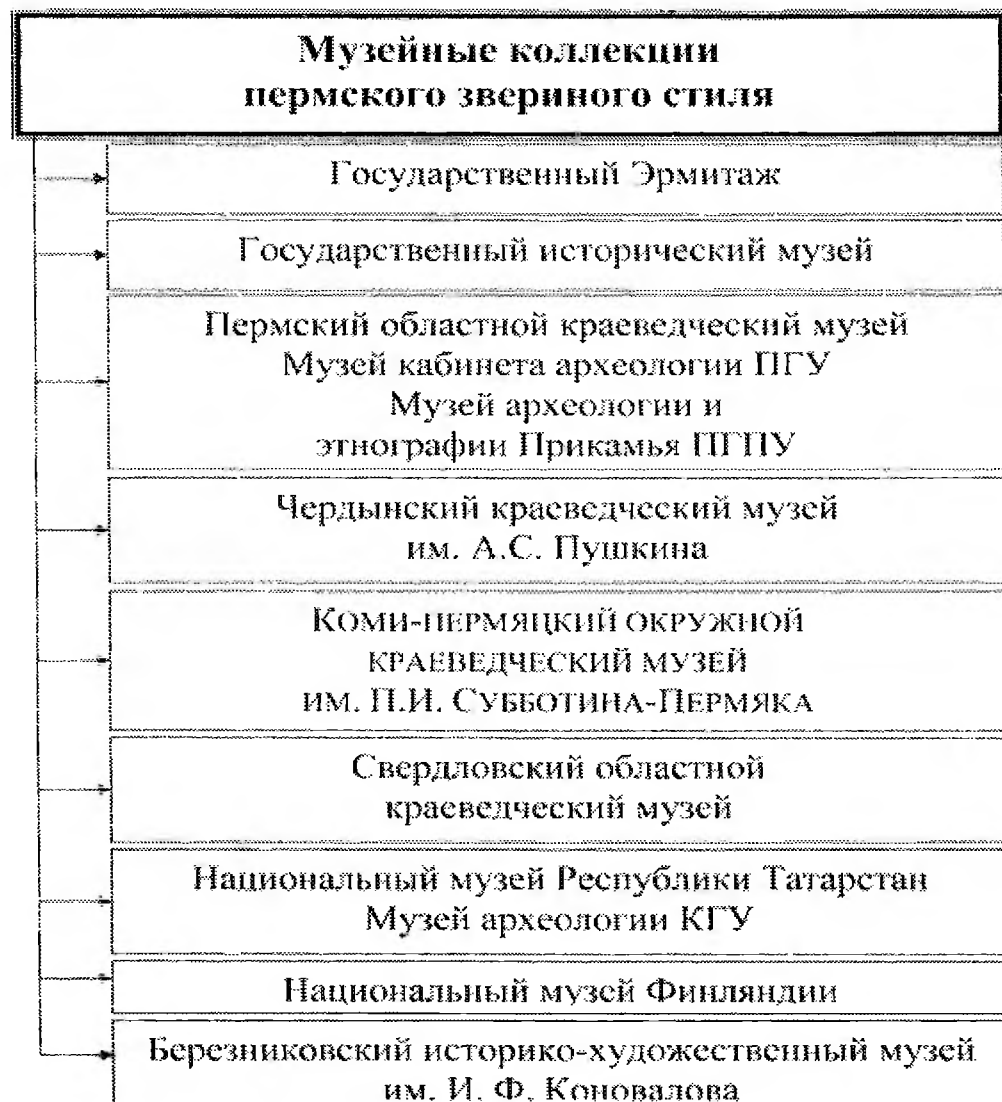 Музейные коллекции
пермского звериного стиля
Государственный Эрмитаж
Государственный исторический музей
Пермский областной краеведческий музей
Музей кабинета археологии ПГУ
Музей археологии и
этнографии Прикамья ПГПУ
Чердынский краеведческий музей
им. А.С. Пушкина
КОМИ-ПЕРМЯЦКИЙ ОКРУЖНОЙ
КРАЕВЕДЧЕСКИЙ МУЗЕЙ
ИМ. П.И. СУББОТИНА-ПЕРМЯКА
Свердловский областной
краеведческий музей
Национальный музей Республики Татарстан
Музей археологии КГУ
Национальный музей Финляндии
Березниковский историко-художественный музей
им. И. Ф. Коновалова